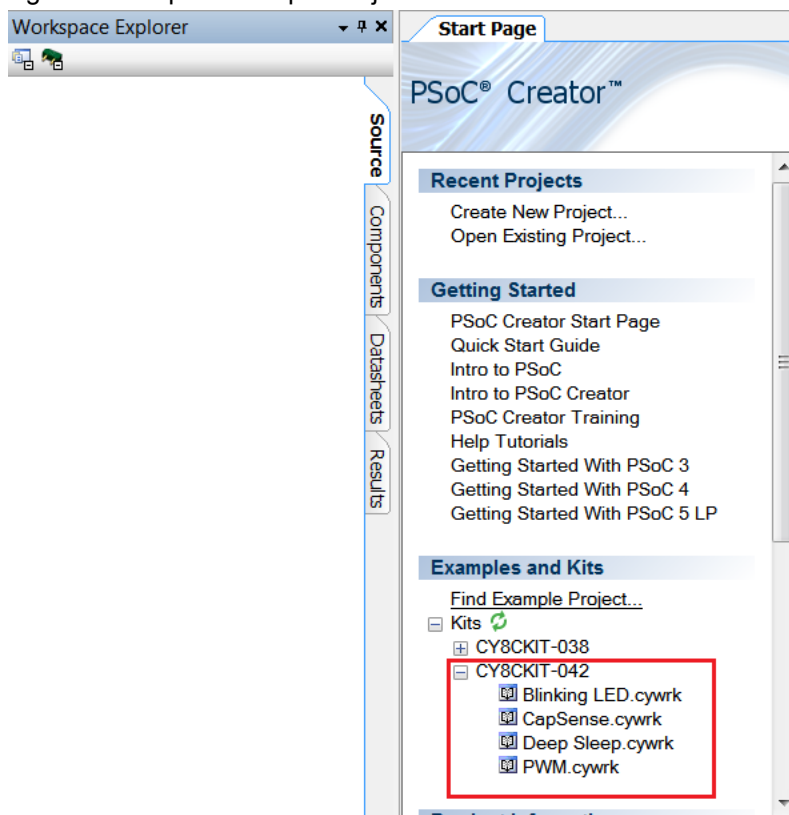 Workspace Explorer
Source
Components
Datasheets
Results
Start Page
PSoC® Creator™
Recent Projects
Create New Project...
Open Existing Project...
Getting Started
PSoC Creator Start Page
Quick Start Guide
Intro to PSoC
Intro to PSoC Creator
PSoC Creator Training
Help Tutorials
Getting Started With PSoC 3
Getting Started With PSoC 4
Getting Started With PSoC 5 LP
Examples and Kits
Find Example Project...
Kits
CY8CKIT-038
CY8CKIT-042
Blinking LED.cywrk
CapSense.cywrk
Deep Sleep.cywrk
PWM.cywrk